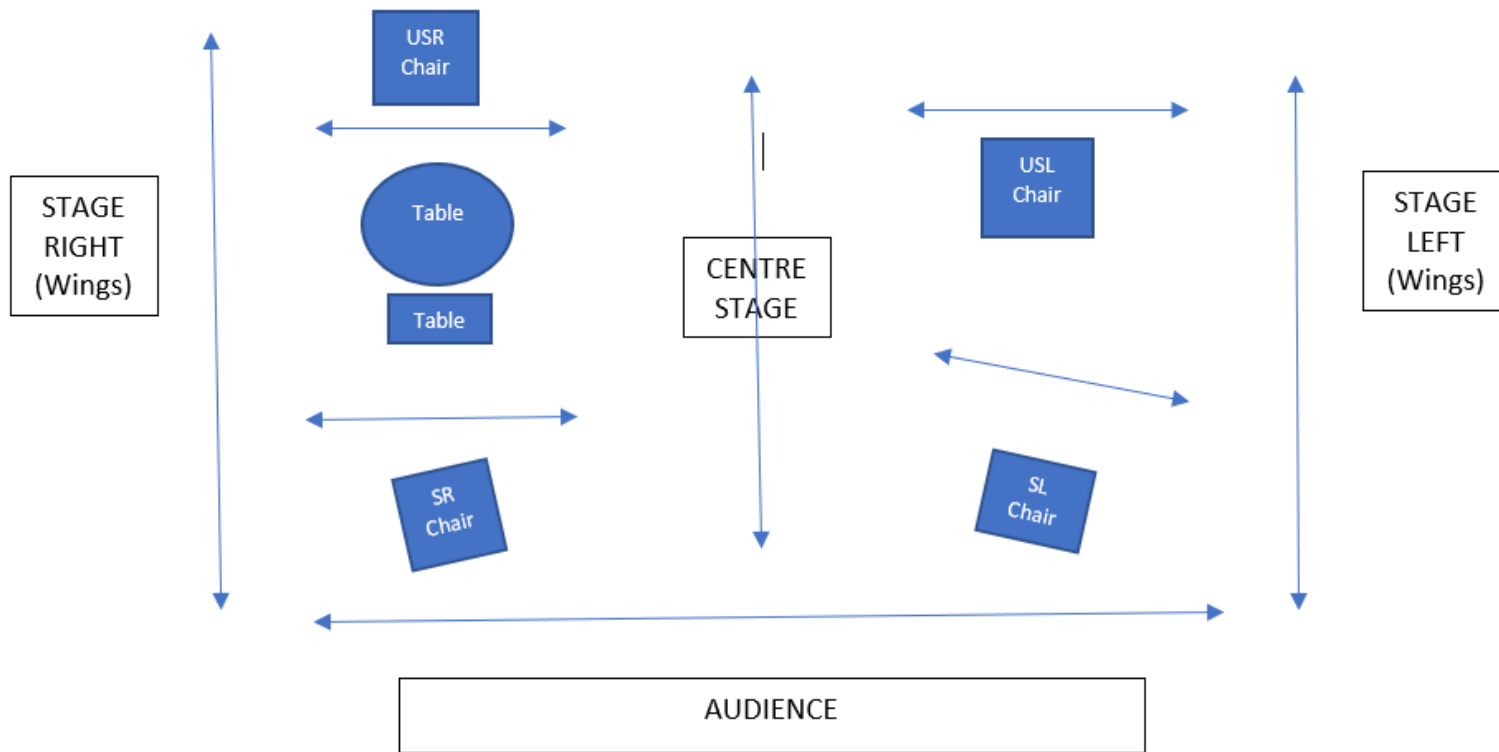 USR
Chair
STAGE
RIGHT
(Wings)
Table
Table
CENTRE
STAGE
USL
Chair
STAGE
LEFT
(Wings)
SR
Chair
SL
Chair
AUDIENCE